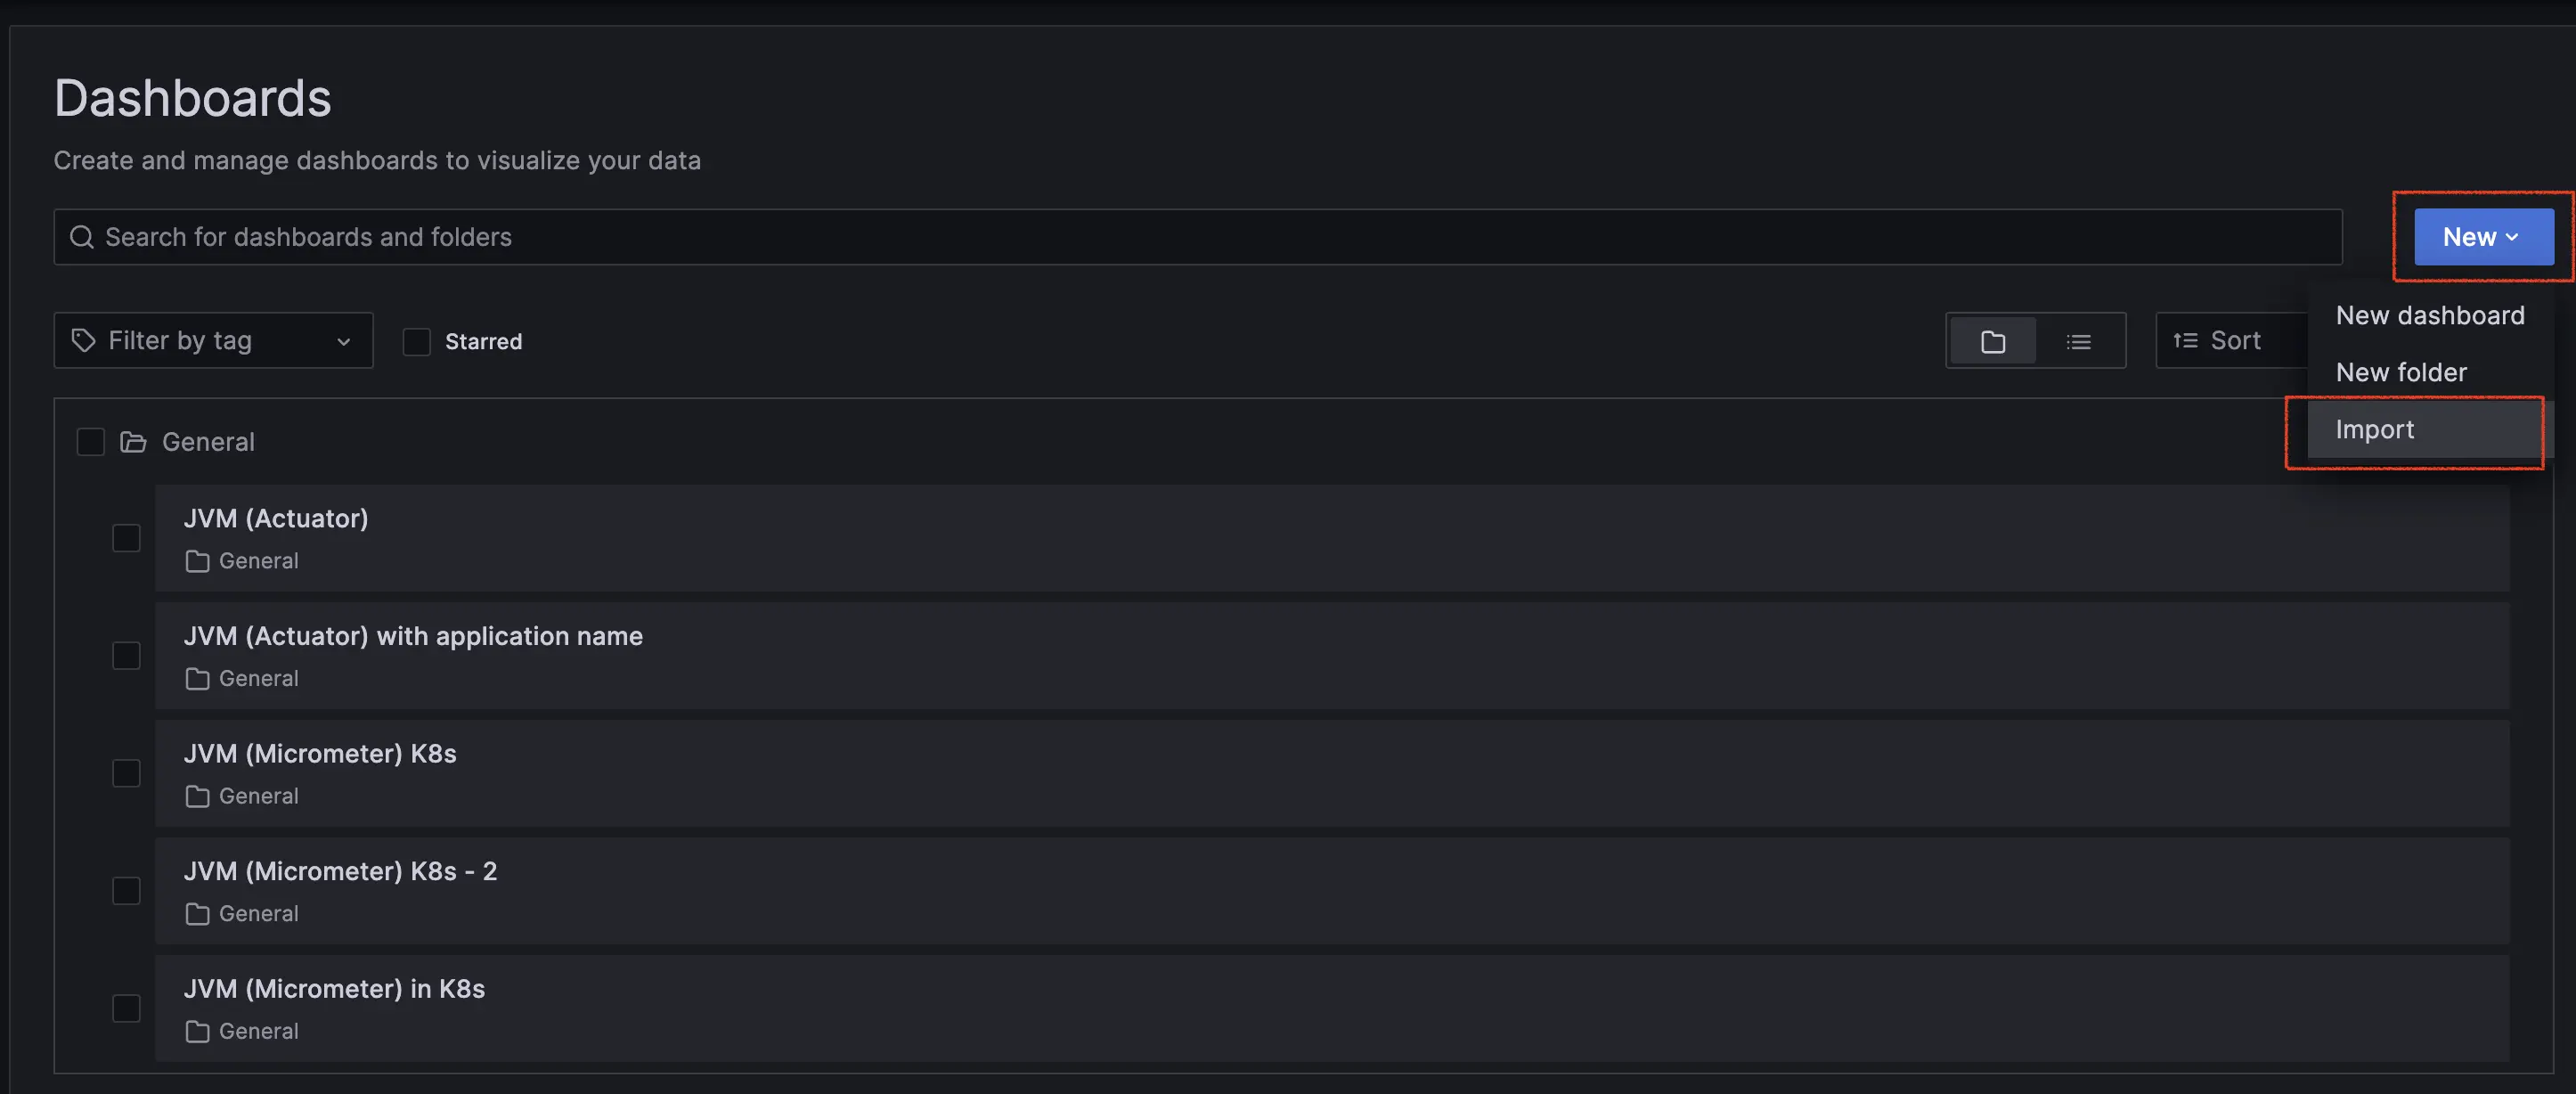 Dashboards
Create and manage dashboards to visualize your data
Search for dashboards and folders
New
Filter by tag
Starred
Sort
New dashboard
New folder
Import
General
JVM (Actuator)
General
JVM (Actuator) with application name
General
JVM (Micrometer) K8s
General
JVM (Micrometer) K8s - 2
General
JVM (Micrometer) in K8s
General